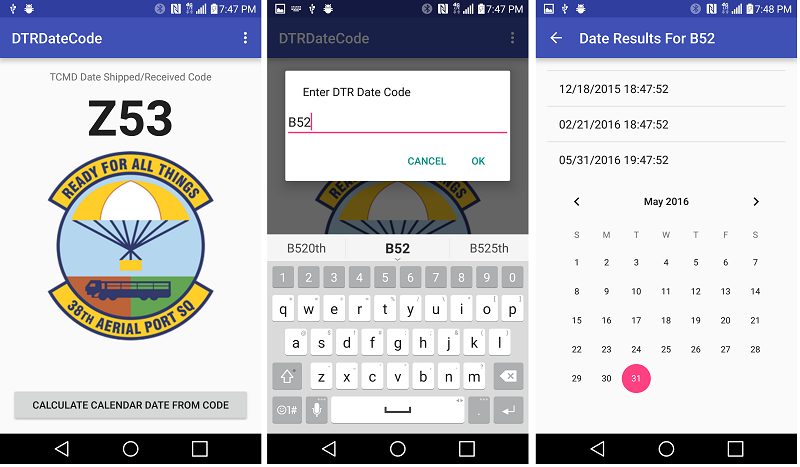 7:47 PM
DTRDateCode
TCMD Date Shipped/Received Code
Z53
READY FOR ALL THINGS
38TH AERIAL PORT SQ
CALCULATE CALENDAR DATE FROM CODE
7:47 PM
DTRDateCode
Enter DTR Date Code
B52
CANCEL OK
B520th B52 B525th
1 2 3 4 5 6 7 8 9 0
q w e r t y u i o p
a s d f g h j k l
z x c v b n m
1# .
7:48 PM
Date Results For B52
12/18/2015 18:47:52
02/21/2016 18:47:52
05/31/2016 19:47:52
May 2016
S M T W T F S
1 2 3 4 5 6 7
8 9 10 11 12 13 14
15 16 17 18 19 20 21
22 23 24 25 26 27 28
29 30 31